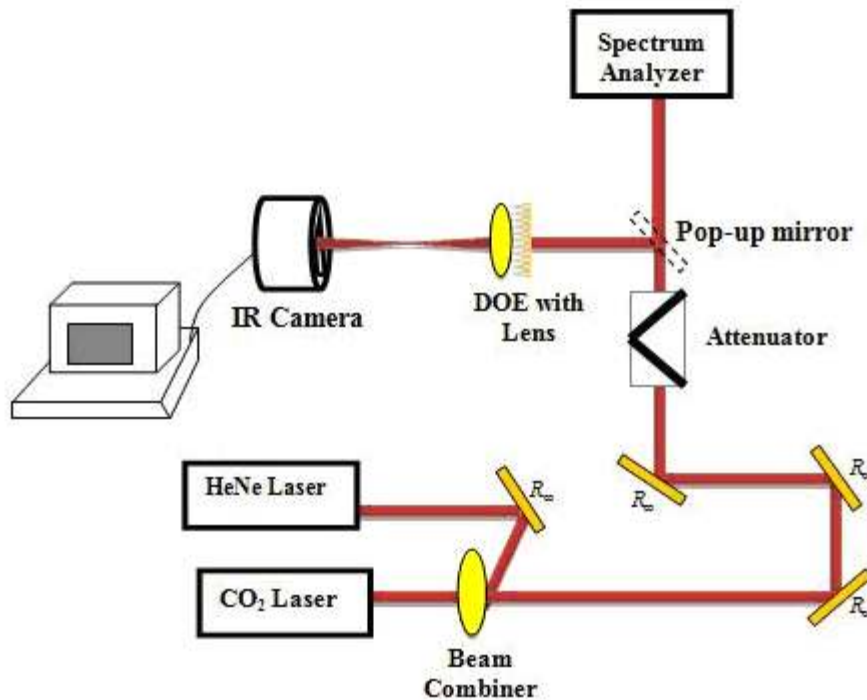 Spectrum
Analyzer
Pop-up mirror
IR Camera
DOE with
Lens
Attenuator
HeNe Laser
R∞
R∞
R∞
CO₂ Laser
R∞
Beam
Combiner